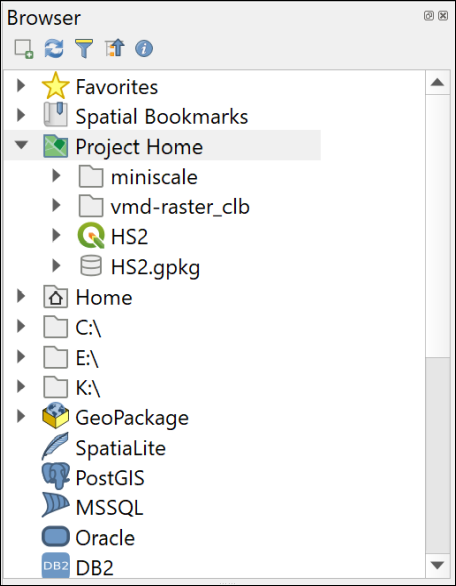 Browser
Favorites
Spatial Bookmarks
Project Home
miniscale
vmd-raster_clb
HS2
HS2.gpkg
Home
C:\
E:\
K:\
GeoPackage
SpatiaLite
PostGIS
MSSQL
Oracle
DB2 DB2